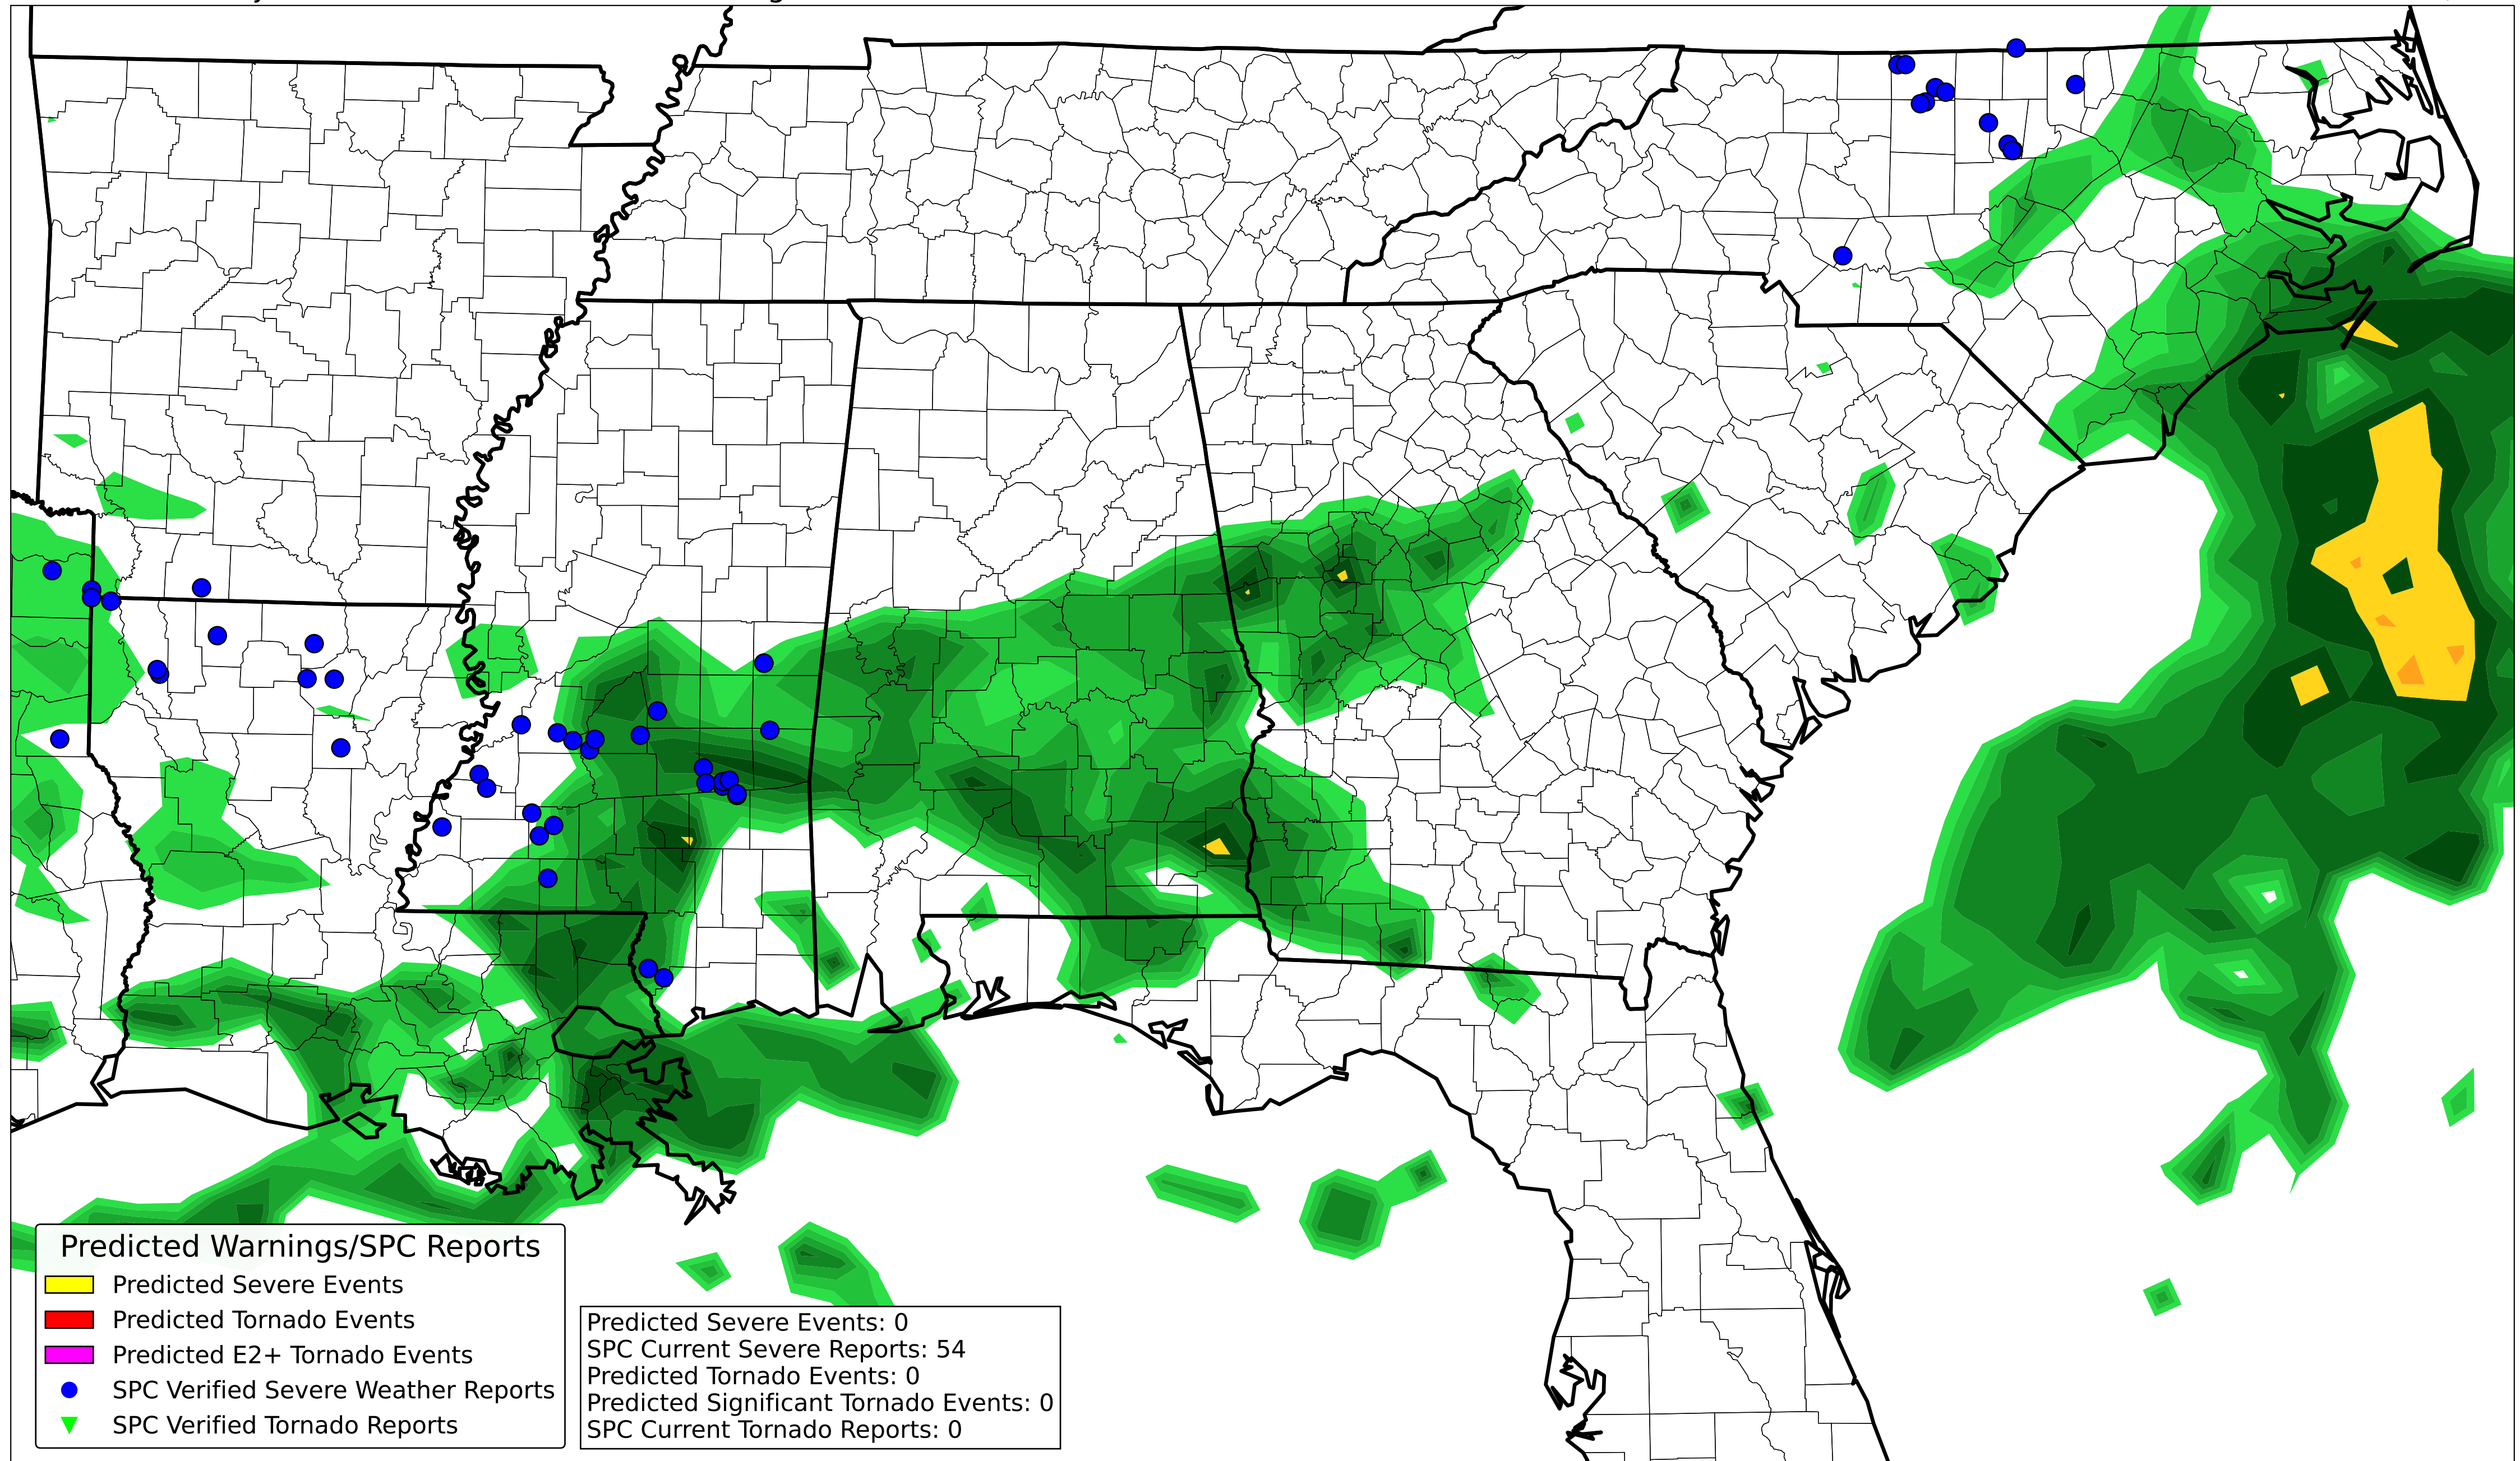 Predicted Warnings/SPC Reports
Predicted Severe Events
Predicted Tornado Events
Predicted E2+ Tornado Events
SPC Verified Severe Weather Reports
SPC Verified Tornado Reports
Predicted Severe Events: 0
SPC Current Severe Reports: 54
Predicted Tornado Events: 0
Predicted Significant Tornado Events: 0
SPC Current Tornado Reports: 0